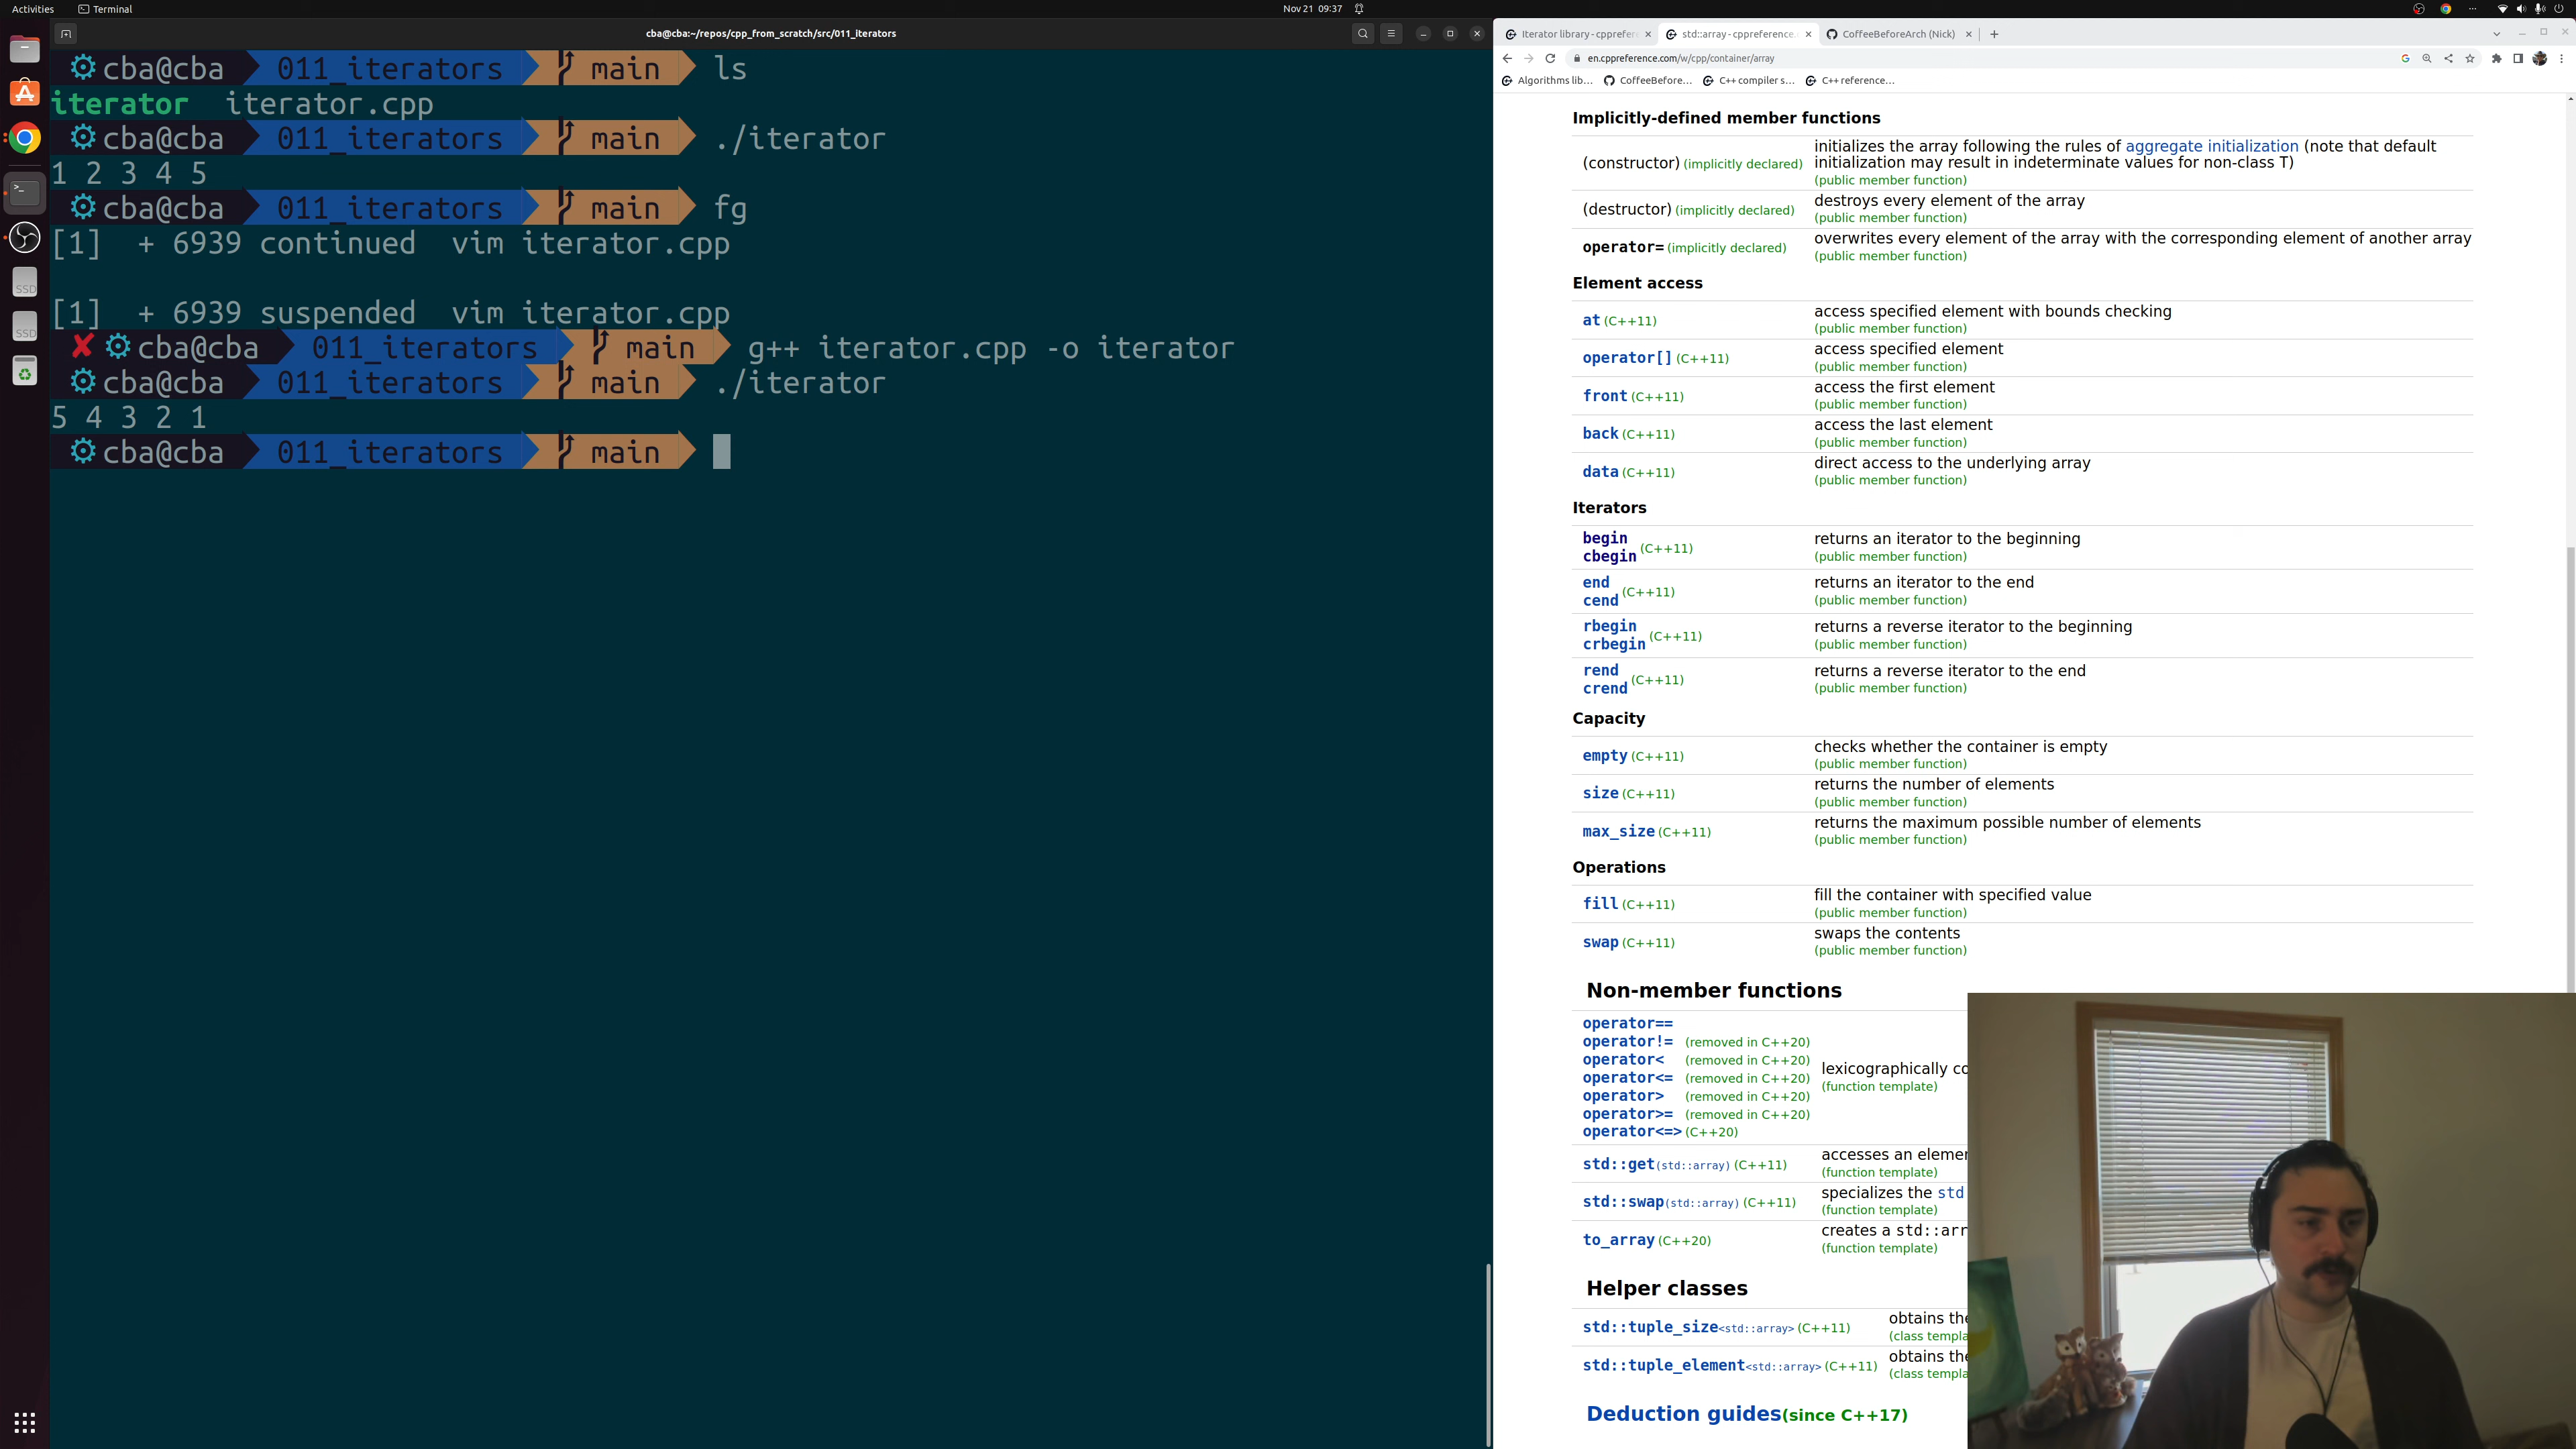 Activities
Terminal
Nov 21 09:37
cba@cba:~/repos/cpp_from_scratch/src/011_iterators
cba@cba 011_iterators main ls
iterator iterator.cpp
cba@cba 011_iterators main ./iterator
1 2 3 4 5
cba@cba 011_iterators main fg
[1] + 6939 continued vim iterator.cpp
[1] + 6939 suspended vim iterator.cpp
✘ cba@cba 011_iterators main g++ iterator.cpp -o iterator
cba@cba 011_iterators main ./iterator
5 4 3 2 1
cba@cba 011_iterators main
SSD
SSD
Iterator library - cpprefere
std::array - cppreference.
CoffeeBeforeArch (Nick)
en.cppreference.com/w/cpp/container/array
Algorithms lib...
CoffeeBefore...
C++ compiler s...
C++ reference...
Implicitly-defined member functions
(constructor) (implicitly declared)
initializes the array following the rules of aggregate initialization (note that default
initialization may result in indeterminate values for non-class T)
(public member function)
(destructor) (implicitly declared)
destroys every element of the array
(public member function)
operator= (implicitly declared)
overwrites every element of the array with the corresponding element of another array
(public member function)
Element access
at (C++11)
access specified element with bounds checking
(public member function)
operator[] (C++11)
access specified element
(public member function)
front (C++11)
access the first element
(public member function)
back (C++11)
access the last element
(public member function)
data (C++11)
direct access to the underlying array
(public member function)
Iterators
begin
cbegin
(C++11)
returns an iterator to the beginning
(public member function)
end
cend
(C++11)
returns an iterator to the end
(public member function)
rbegin
crbegin
(C++11)
returns a reverse iterator to the beginning
(public member function)
rend
crend
(C++11)
returns a reverse iterator to the end
(public member function)
Capacity
empty (C++11)
checks whether the container is empty
(public member function)
size (C++11)
returns the number of elements
(public member function)
max_size (C++11)
returns the maximum possible number of elements
(public member function)
Operations
fill (C++11)
fill the container with specified value
(public member function)
swap (C++11)
swaps the contents
(public member function)
Non-member functions
operator==
operator!= (removed in C++20)
operator< (removed in C++20)
operator<= (removed in C++20)
operator> (removed in C++20)
operator>= (removed in C++20)
operator<=> (C++20)
lexicographically co
(function template)
std::get(std::array) (C++11)
accesses an elemer
(function template)
std::swap(std::array) (C++11)
specializes the std
(function template)
to_array (C++20)
creates a std::arr
(function template)
Helper classes
std::tuple_size<std::array> (C++11)
obtains the
(class templa
std::tuple_element<std::array> (C++11)
obtains the
(class templa
Deduction guides(since C++17)